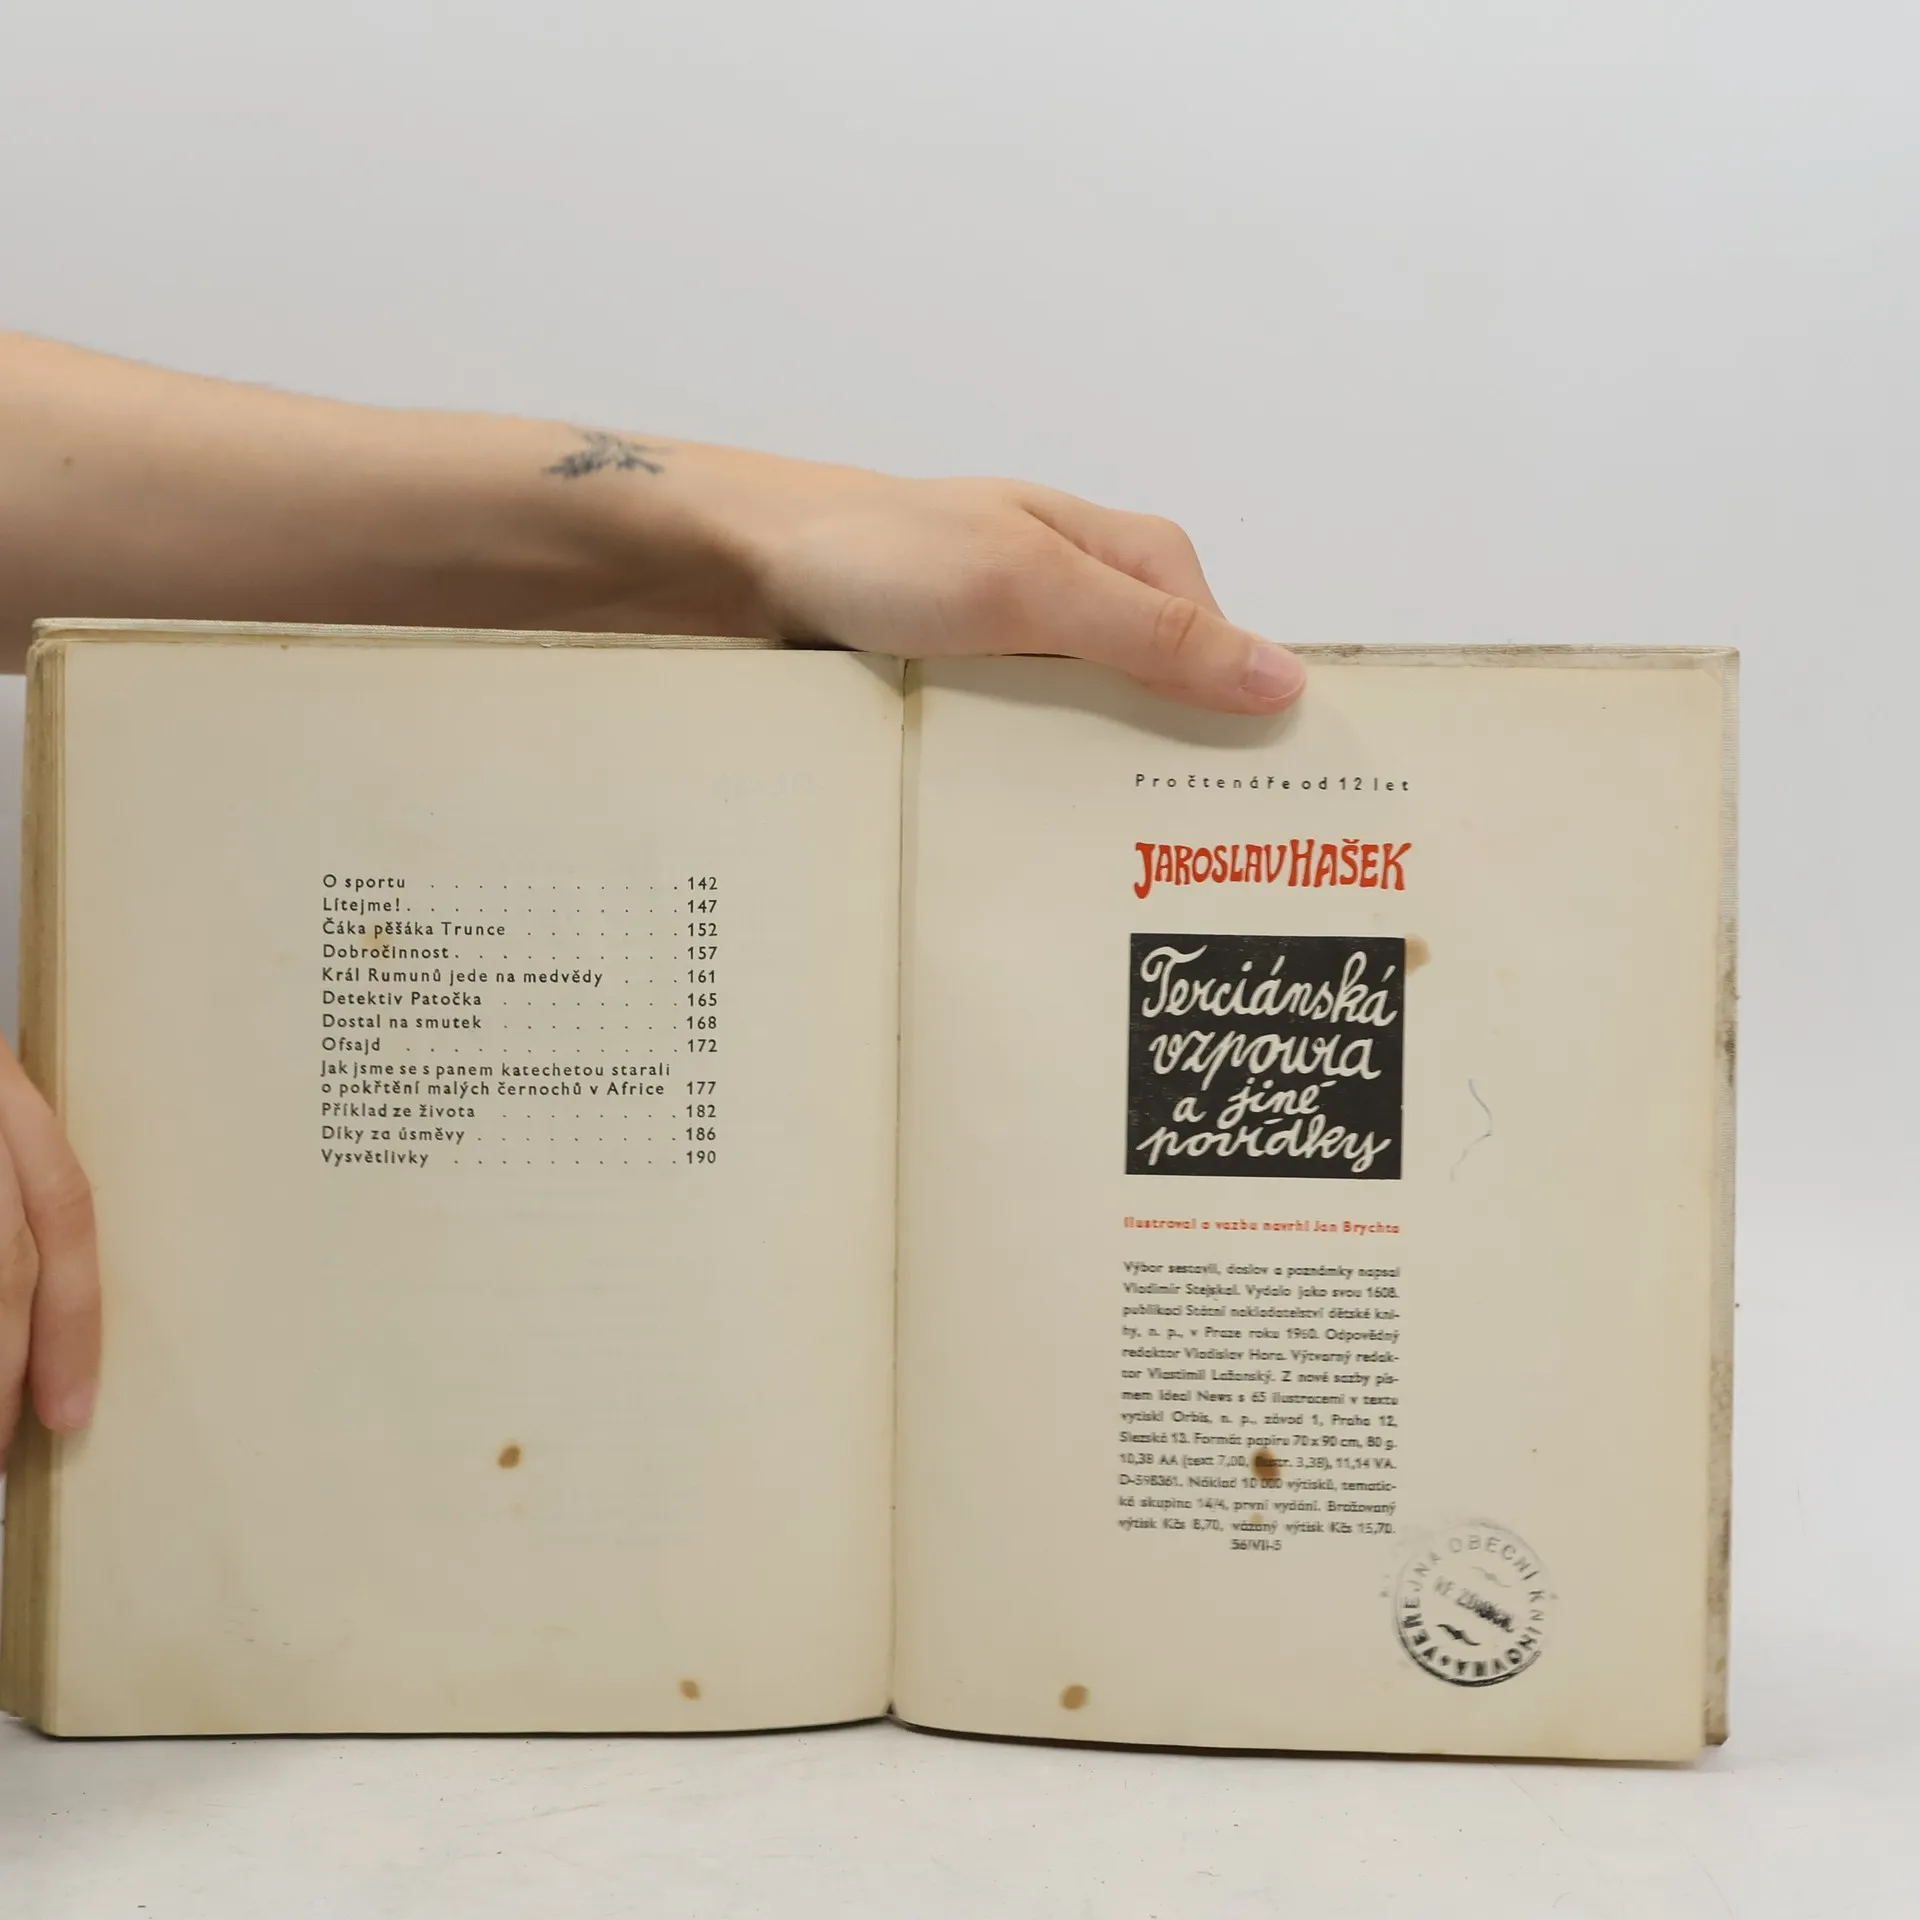 O sportu . . . . . . . . . . . 142
Lítejme! . . . . . . . . . . . . 147
Čáka pěšáka Trunce . . . . . . . 152
Dobročinnost . . . . . . . . . . 157
Král Rumunů jede na medvědy . . . 161
Detektiv Patočka . . . . . . . . 165
Dostal na smutek . . . . . . . . 168
Ofsajd . . . . . . . . . . . . 172
Jak jsme se s panem katechetou starali
o pokřtění malých černochů v Africe 177
Příklad ze života . . . . . . . . 182
Díky za úsměvy . . . . . . . . . 186
Vysvětlivky . . . . . . . . . . 190
Pro čtenáře od 12 let
JAROSLAV HAŠEK
Terciánská
vzpoura
a jiné
povídky
Ilustroval a vazbu navrhl Jan Brychta
Výbor sestavil, doslov a poznámky napsal
Vladimír Stejskal. Vydalo jako svou 1608.
publikaci Státní nakladatelství dětské kni-
hy, n. p., v Praze roku 1960. Odpovědný
redaktor Vladislav Hora. Výtvarný redak-
tor Vlastimil Lažanský. Z nové sazby pís-
mem Ideal News s 65 ilustracemi v textu
vytiskl Orbis, n. p., závod 1, Praha 12,
Slezská 13. Formát papíru 70 x 90 cm, 80 g.
10,38 AA (text 7,00, ilustr. 3,38), 11,14 VA.
D-598361. Náklad 10 000 výtisků, tematic-
ká skupina 14/4, první vydání. Brožovaný
výtisk Kčs 8,70, vázaný výtisk Kčs 15,70.
56/VII-5
VEŘEJNÁ OBECNÍ KNIHOVNA